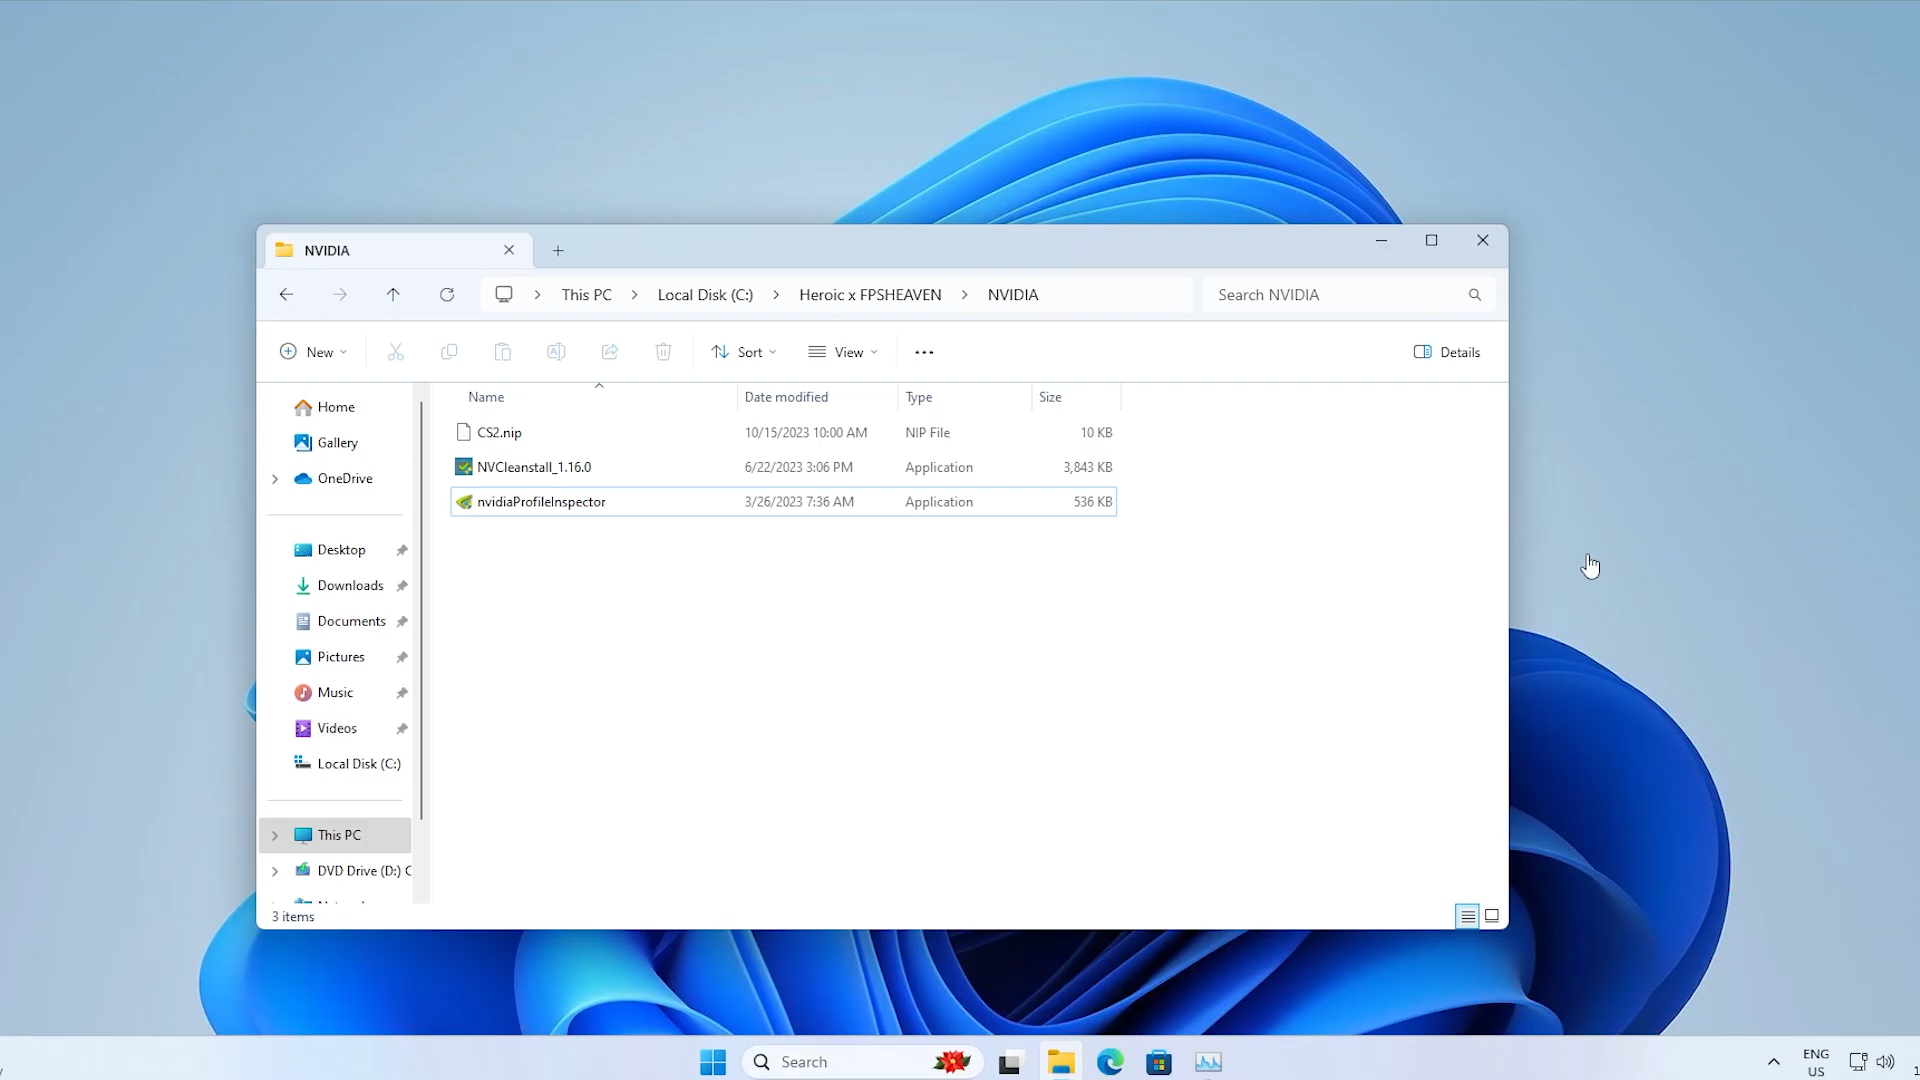 NVIDIA
This PC
Local Disk (C:)
Heroic x FPSHEAVEN
NVIDIA
Search NVIDIA
New
Sort
View
Details
Name
Date modified
Type
Size
CS2.nip
10/15/2023 10:00 AM
NIP File
10 KB
NVCleanstall_1.16.0
6/22/2023 3:06 PM
Application
3,843 KB
nvidiaProfileInspector
3/26/2023 7:36 AM
Application
536 KB
Home
Gallery
OneDrive
Desktop
Downloads
Documents
Pictures
Music
Videos
Local Disk (C:)
This PC
DVD Drive (D:) C
3 items
Search
ENG
US